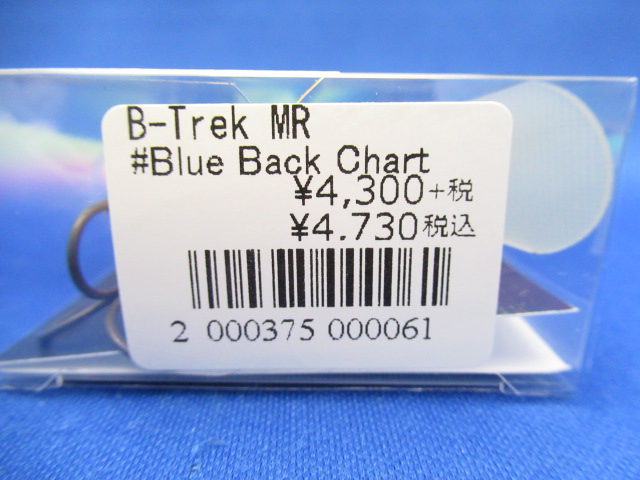 B-Trek MR
#Blue Back Chart
¥4,300+税
¥4.730税込
2 000375 000061